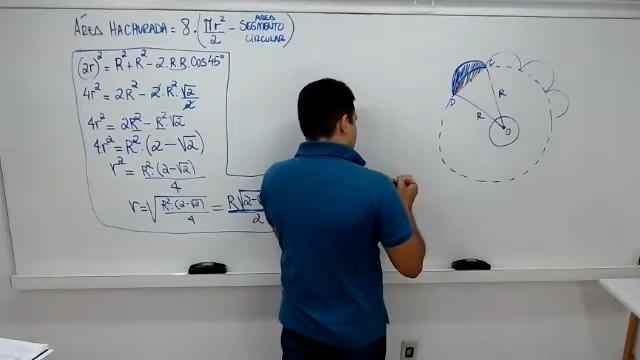 ÁREA HACHURADA = 8 · (πr²/2 − ÁREA SEGMENTO CIRCULAR)
(2r)² = R² + R² − 2·R.R.COS 45°
4r² = 2R² − 2·R²·√2/2
4r² = 2R² − R²√2
4r² = R²·(2−√2)
r² = R²·(2−√2)/4
r = √(R²·(2−√2)/4) = R√2−
2
R
R
O